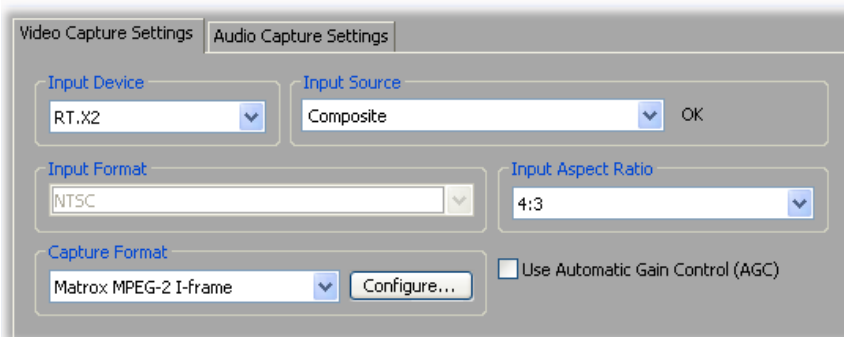 Video Capture Settings
Audio Capture Settings
Input Device
Input Source
RT.X2
Composite
OK
Input Format
Input Aspect Ratio
NTSC
4:3
Capture Format
Matrox MPEG-2 I-frame
Configure...
Use Automatic Gain Control (AGC)